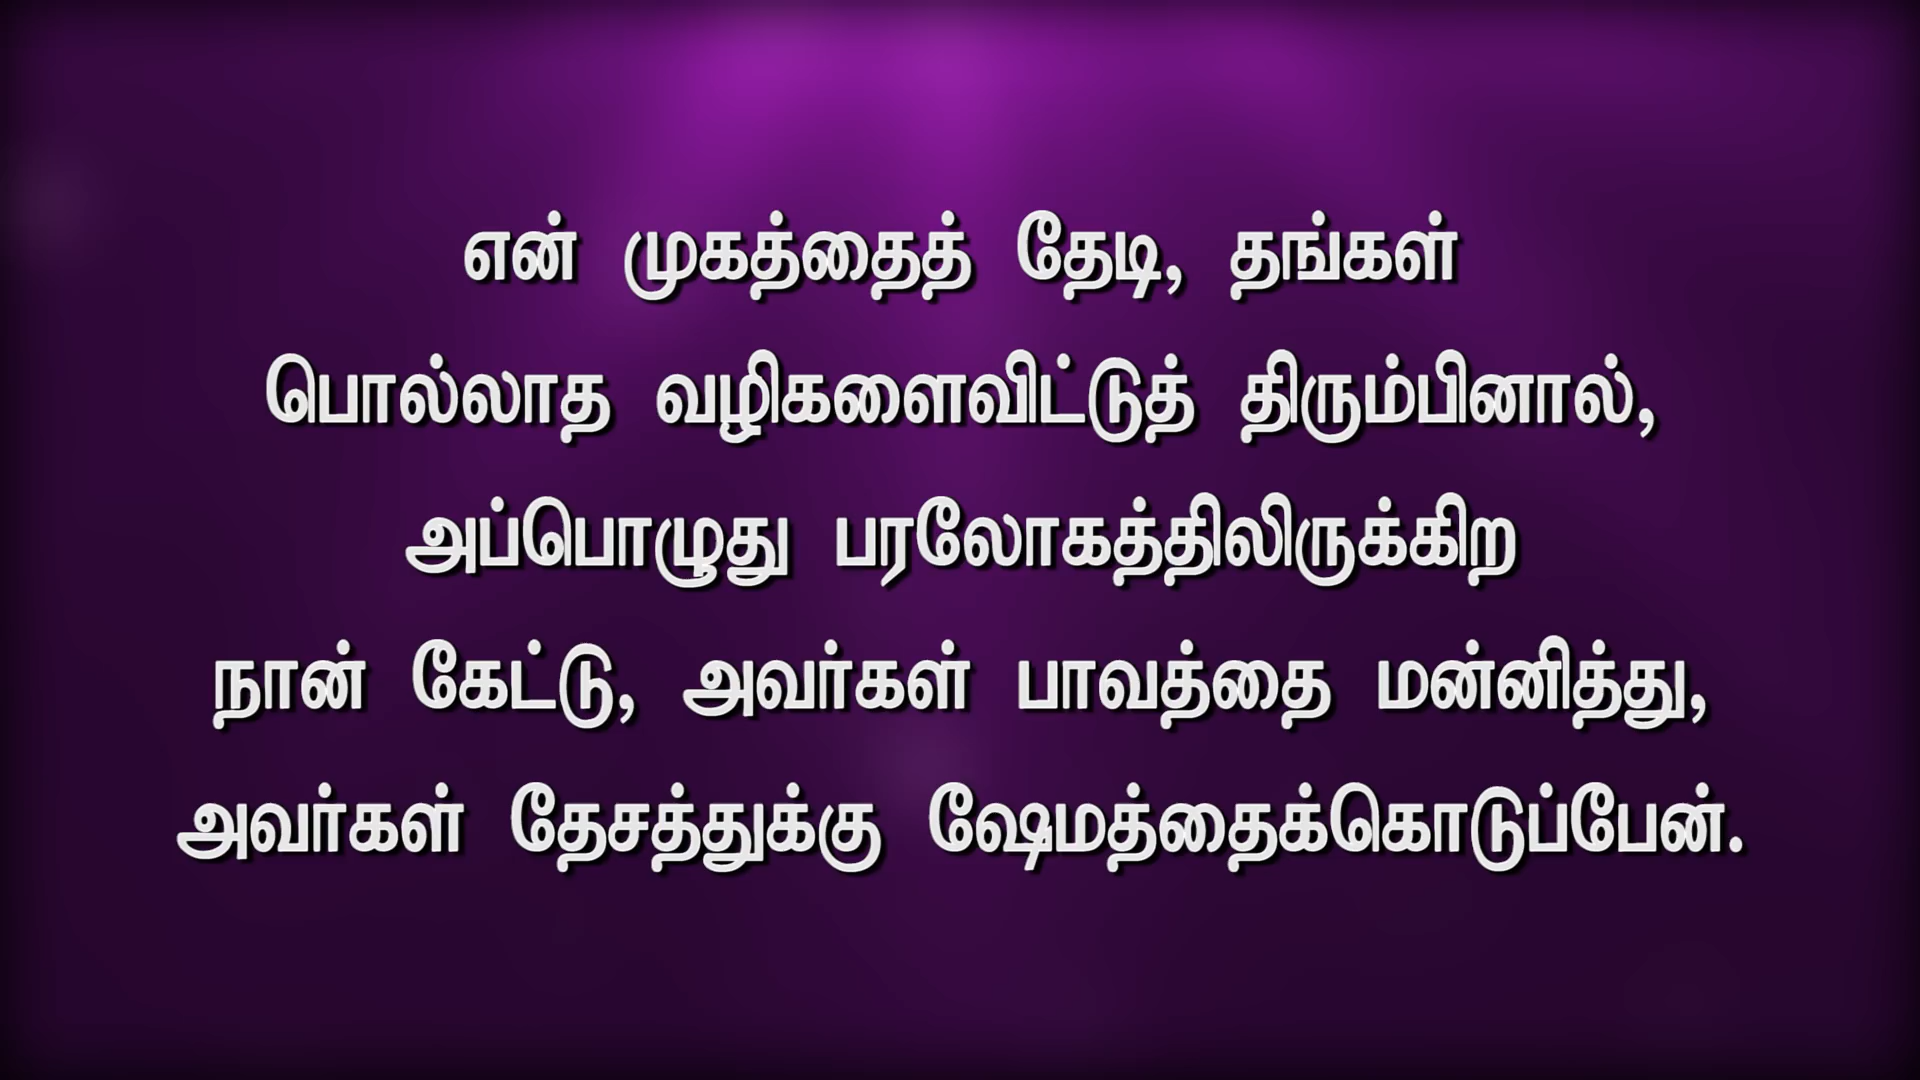 என் முகத்தைத் தேடி, தங்கள்
பொல்லாத வழிகளைவிட்டுத் திரும்பினால்,
அப்பொழுது பரலோகத்திலிருக்கிற
நான் கேட்டு, அவர்கள் பாவத்தை மன்னித்து,
அவர்கள் தேசத்துக்கு ஷேமத்தைக்கொடுப்பேன்.